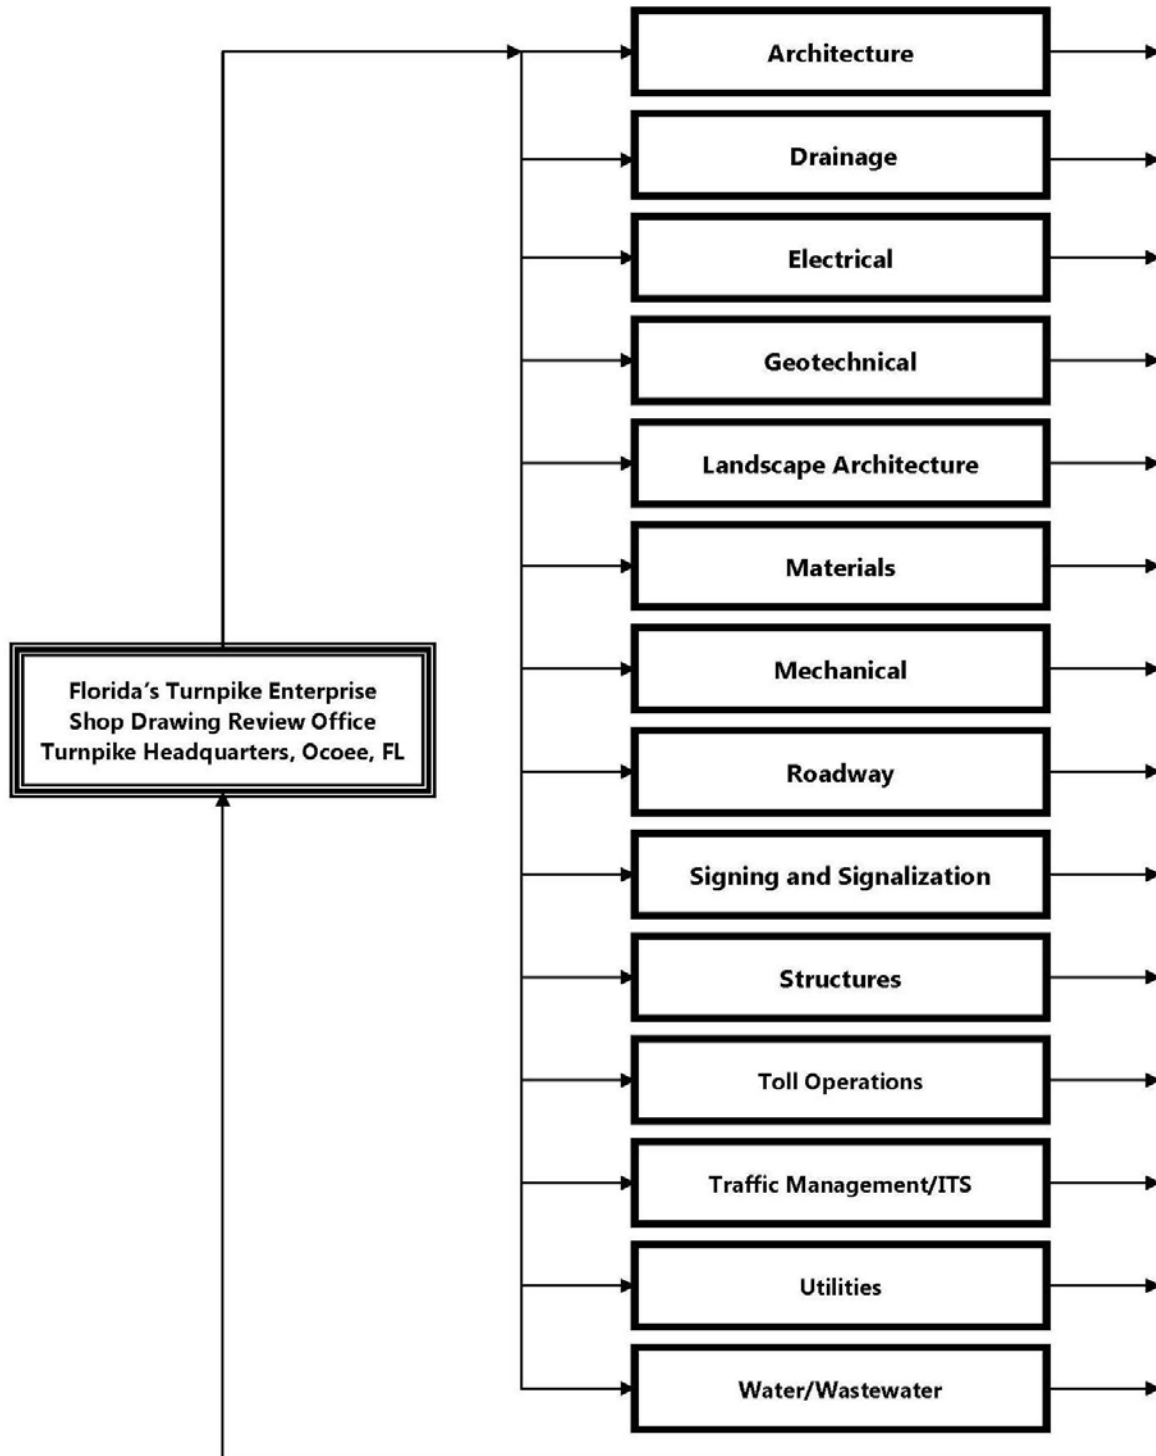 Architecture
Drainage
Electrical
Geotechnical
Landscape Architecture
Materials
Mechanical
Florida's Turnpike Enterprise
Shop Drawing Review Office
Turnpike Headquarters, Ocoee, FL
Roadway
Signing and Signalization
Structures
Toll Operations
Traffic Management/ITS
Utilities
Water/Wastewater